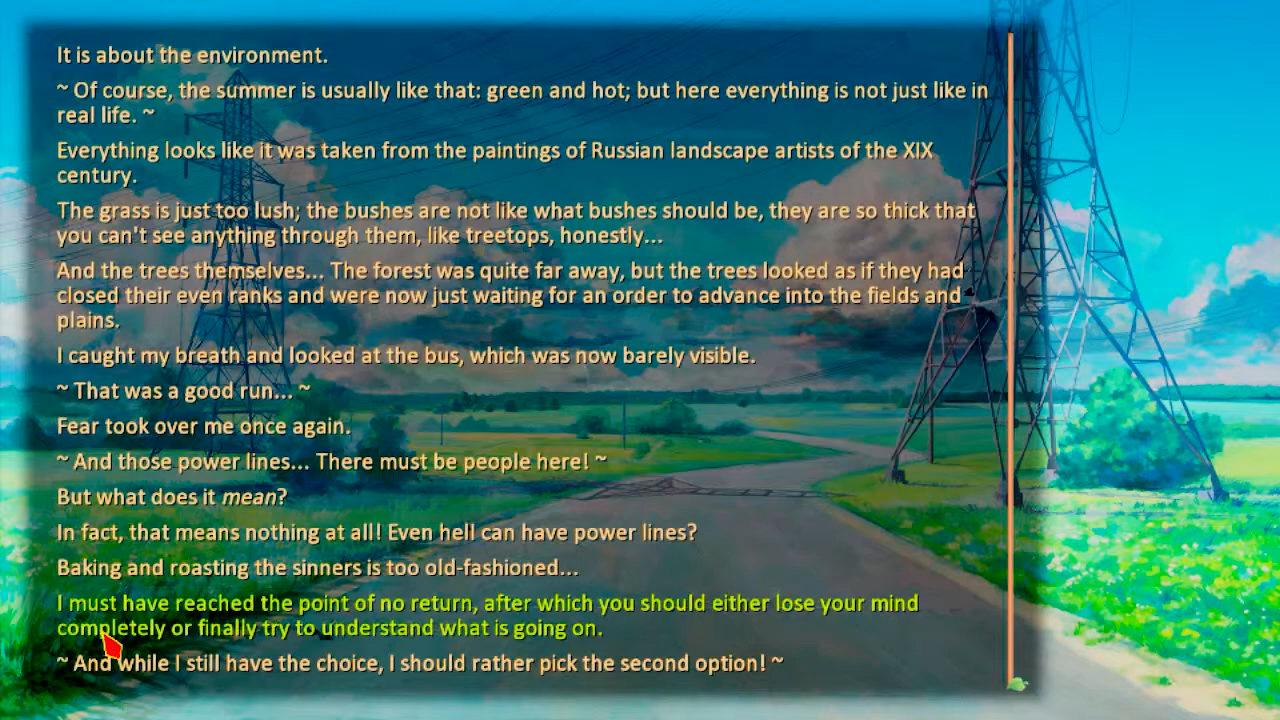 It is about the environment.
~ Of course, the summer is usually like that: green and hot; but here everything is not just like in
real life. ~
Everything looks like it was taken from the paintings of Russian landscape artists of the XIX
century.
The grass is just too lush; the bushes are not like what bushes should be, they are so thick that
you can't see anything through them, like treetops, honestly...
And the trees themselves... The forest was quite far away, but the trees looked as if they had
closed their even ranks and were now just waiting for an order to advance into the fields and
plains.
I caught my breath and looked at the bus, which was now barely visible.
~ That was a good run... ~
Fear took over me once again.
~ And those power lines... There must be people here! ~
But what does it mean?
In fact, that means nothing at all! Even hell can have power lines?
Baking and roasting the sinners is too old-fashioned...
I must have reached the point of no return, after which you should either lose your mind
completely or finally try to understand what is going on.
~ And while I still have the choice, I should rather pick the second option! ~